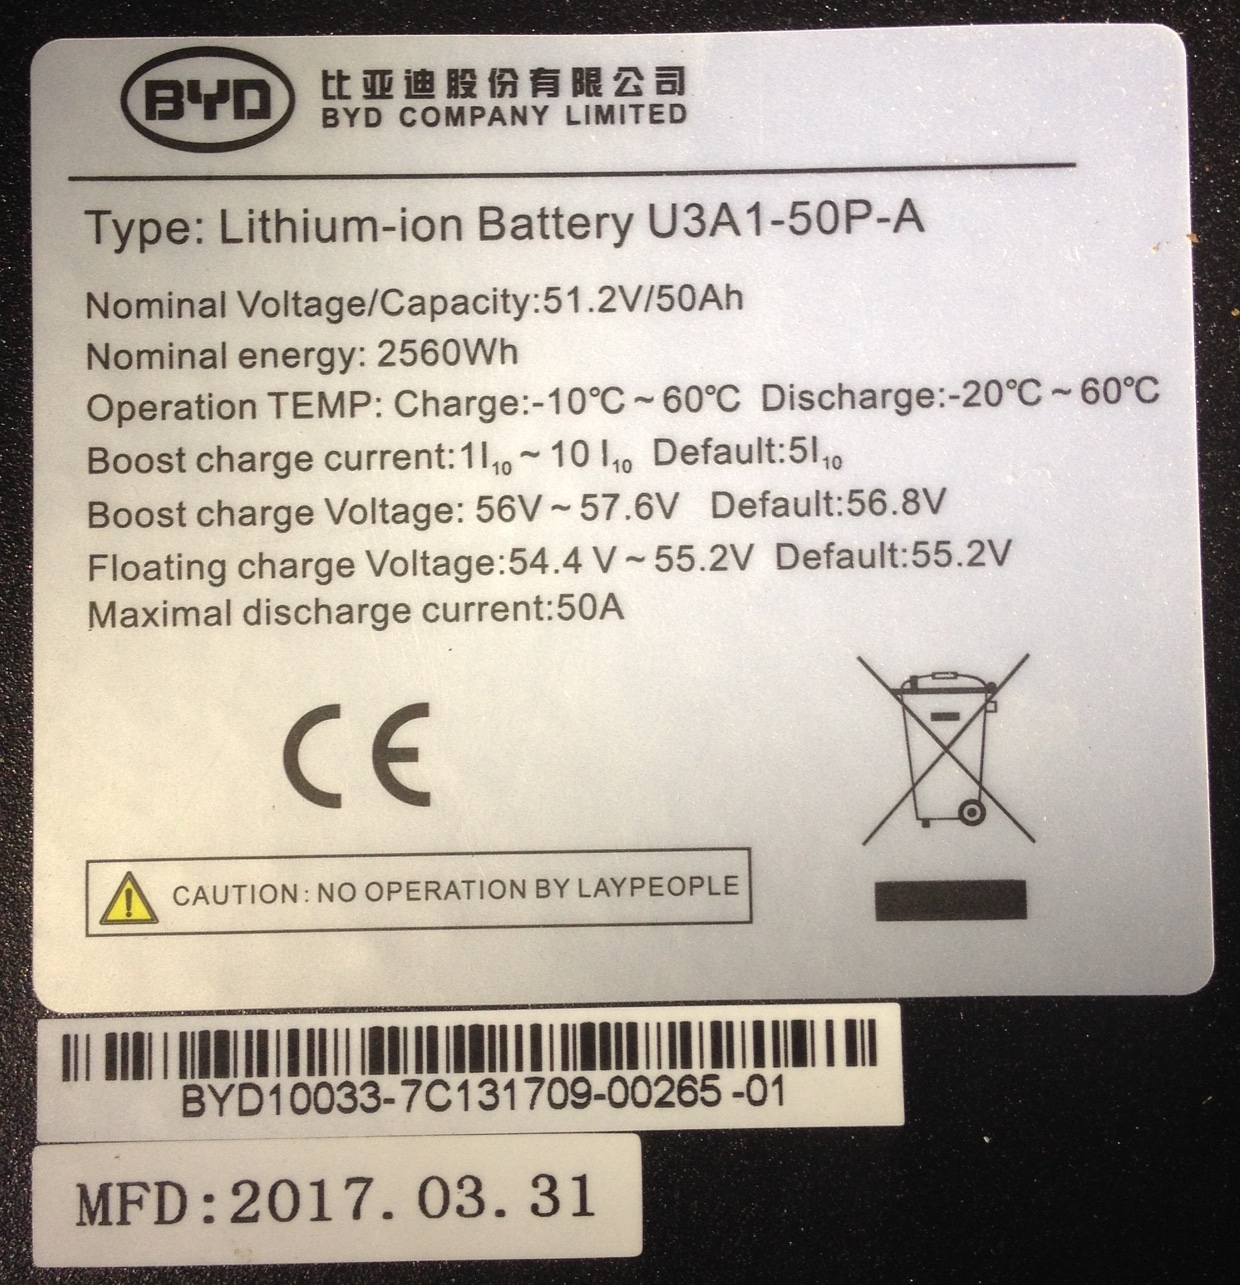 BYD
比亚迪股份有限公司
BYD COMPANY LIMITED
Type: Lithium-ion Battery U3A1-50P-A
Nominal Voltage/Capacity:51.2V/50Ah
Nominal energy: 2560Wh
Operation TEMP: Charge:-10℃~60℃ Discharge:-20℃~60℃
Boost charge current:1I₁₀~10 I₁₀ Default:5I₁₀
Boost charge Voltage: 56V~57.6V Default:56.8V
Floating charge Voltage:54.4 V~55.2V Default:55.2V
Maximal discharge current:50A
CE
CAUTION: NO OPERATION BY LAYPEOPLE
BYD10033-7C131709-00265-01
MFD:2017.03.31